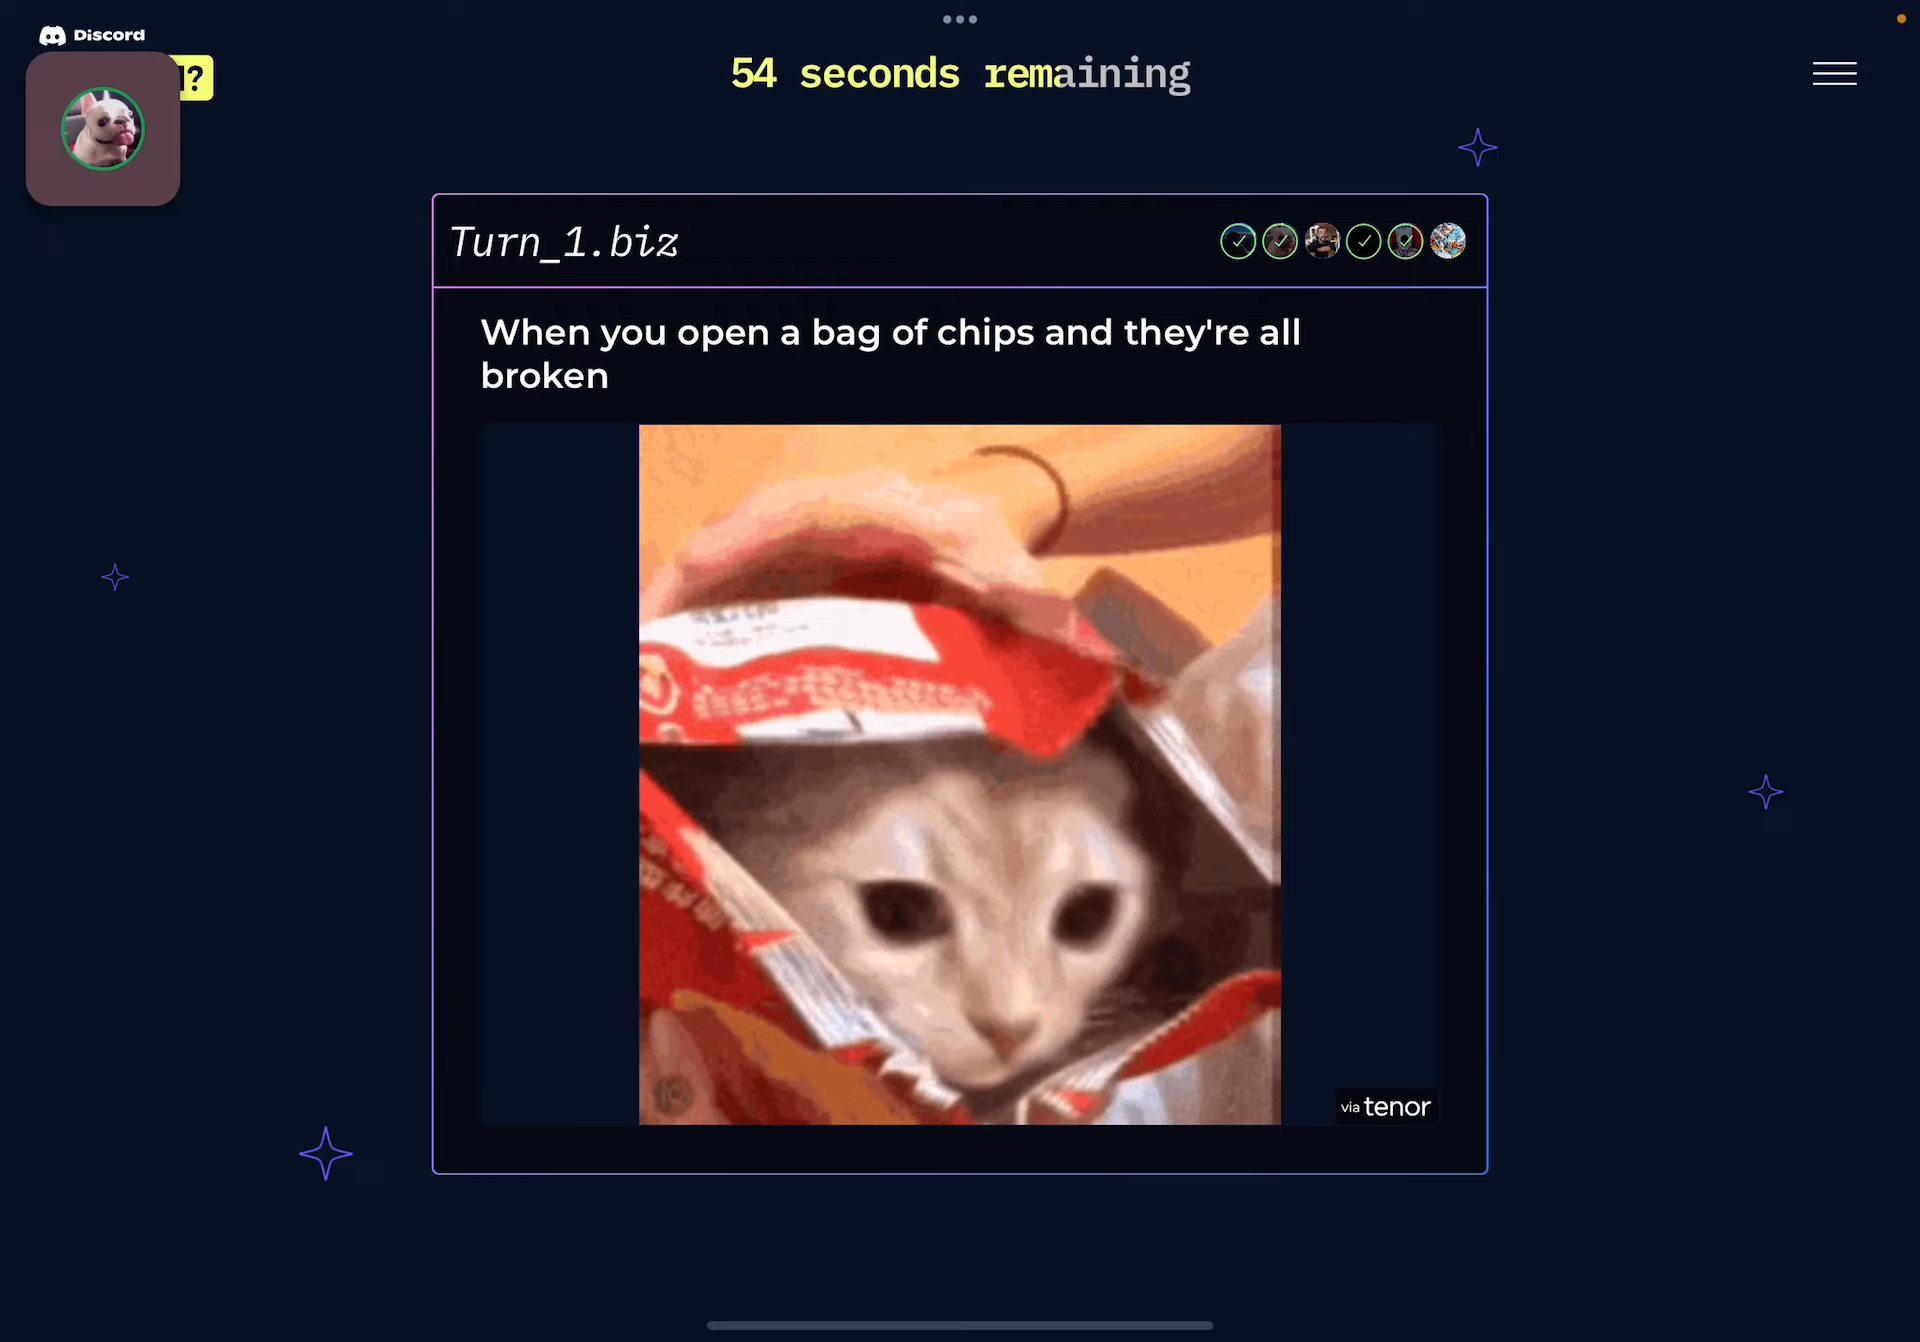 Discord
?
54 seconds remaining
Turn_1.biz
When you open a bag of chips and they're all
broken
via tenor